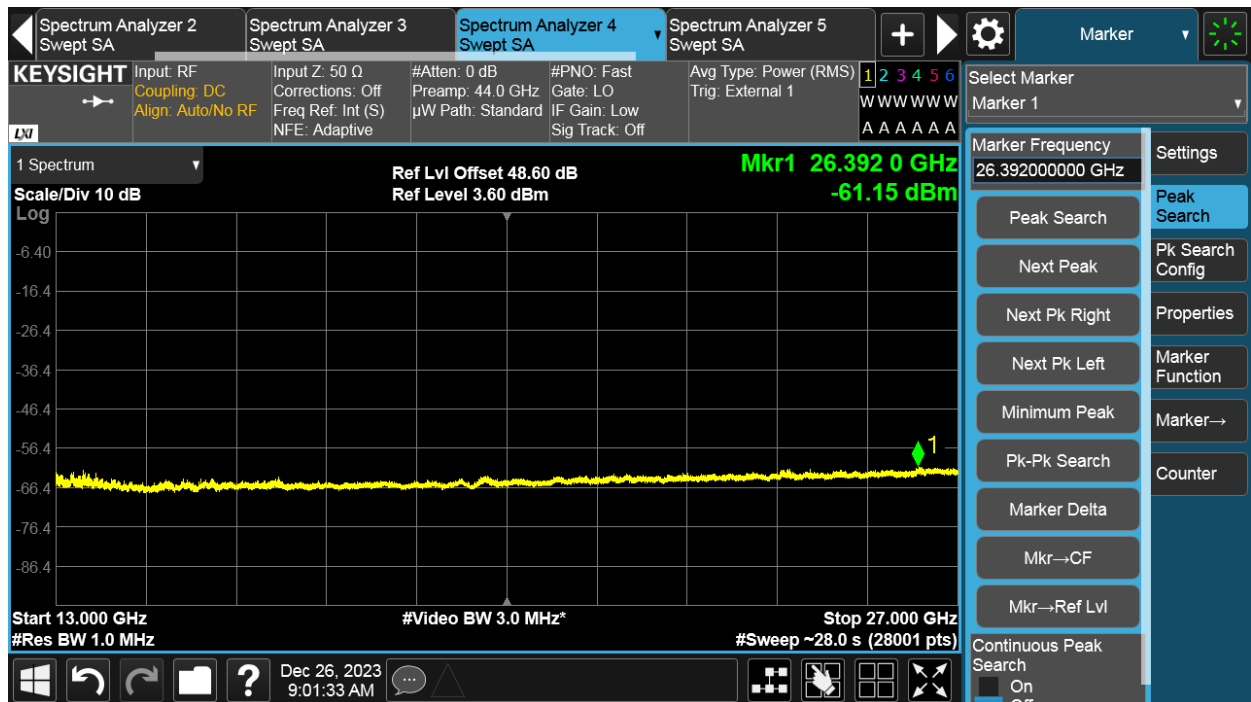 Spectrum Analyzer 2
Swept SA
Spectrum Analyzer 3
Swept SA
Spectrum Analyzer 4
Swept SA
Spectrum Analyzer 5
Swept SA
+
Marker
KEYSIGHT
LXI
Input: RF
Coupling: DC
Align: Auto/No RF
Input Z: 50 Ω
Corrections: Off
Freq Ref: Int (S)
NFE: Adaptive
#Atten: 0 dB
Preamp: 44.0 GHz
µW Path: Standard
#PNO: Fast
Gate: LO
IF Gain: Low
Sig Track: Off
Avg Type: Power (RMS)
Trig: External 1
1 2 3 4 5 6
W W W W W W
A A A A A A
Select Marker
Marker 1
1 Spectrum
Scale/Div 10 dB
Log
Ref Lvl Offset 48.60 dB
Ref Level 3.60 dBm
Mkr1 26.392 0 GHz
-61.15 dBm
-6.40
-16.4
-26.4
-36.4
-46.4
-56.4
-66.4
-76.4
-86.4
1
Start 13.000 GHz
#Res BW 1.0 MHz
#Video BW 3.0 MHz*
Stop 27.000 GHz
#Sweep ~28.0 s (28001 pts)
Marker Frequency
26.392000000 GHz
Peak Search
Next Peak
Next Pk Right
Next Pk Left
Minimum Peak
Pk-Pk Search
Marker Delta
Mkr→CF
Mkr→Ref Lvl
Continuous Peak
Search
On
Off
Settings
Peak
Search
Pk Search
Config
Properties
Marker
Function
Marker→
Counter
?
Dec 26, 2023
9:01:33 AM